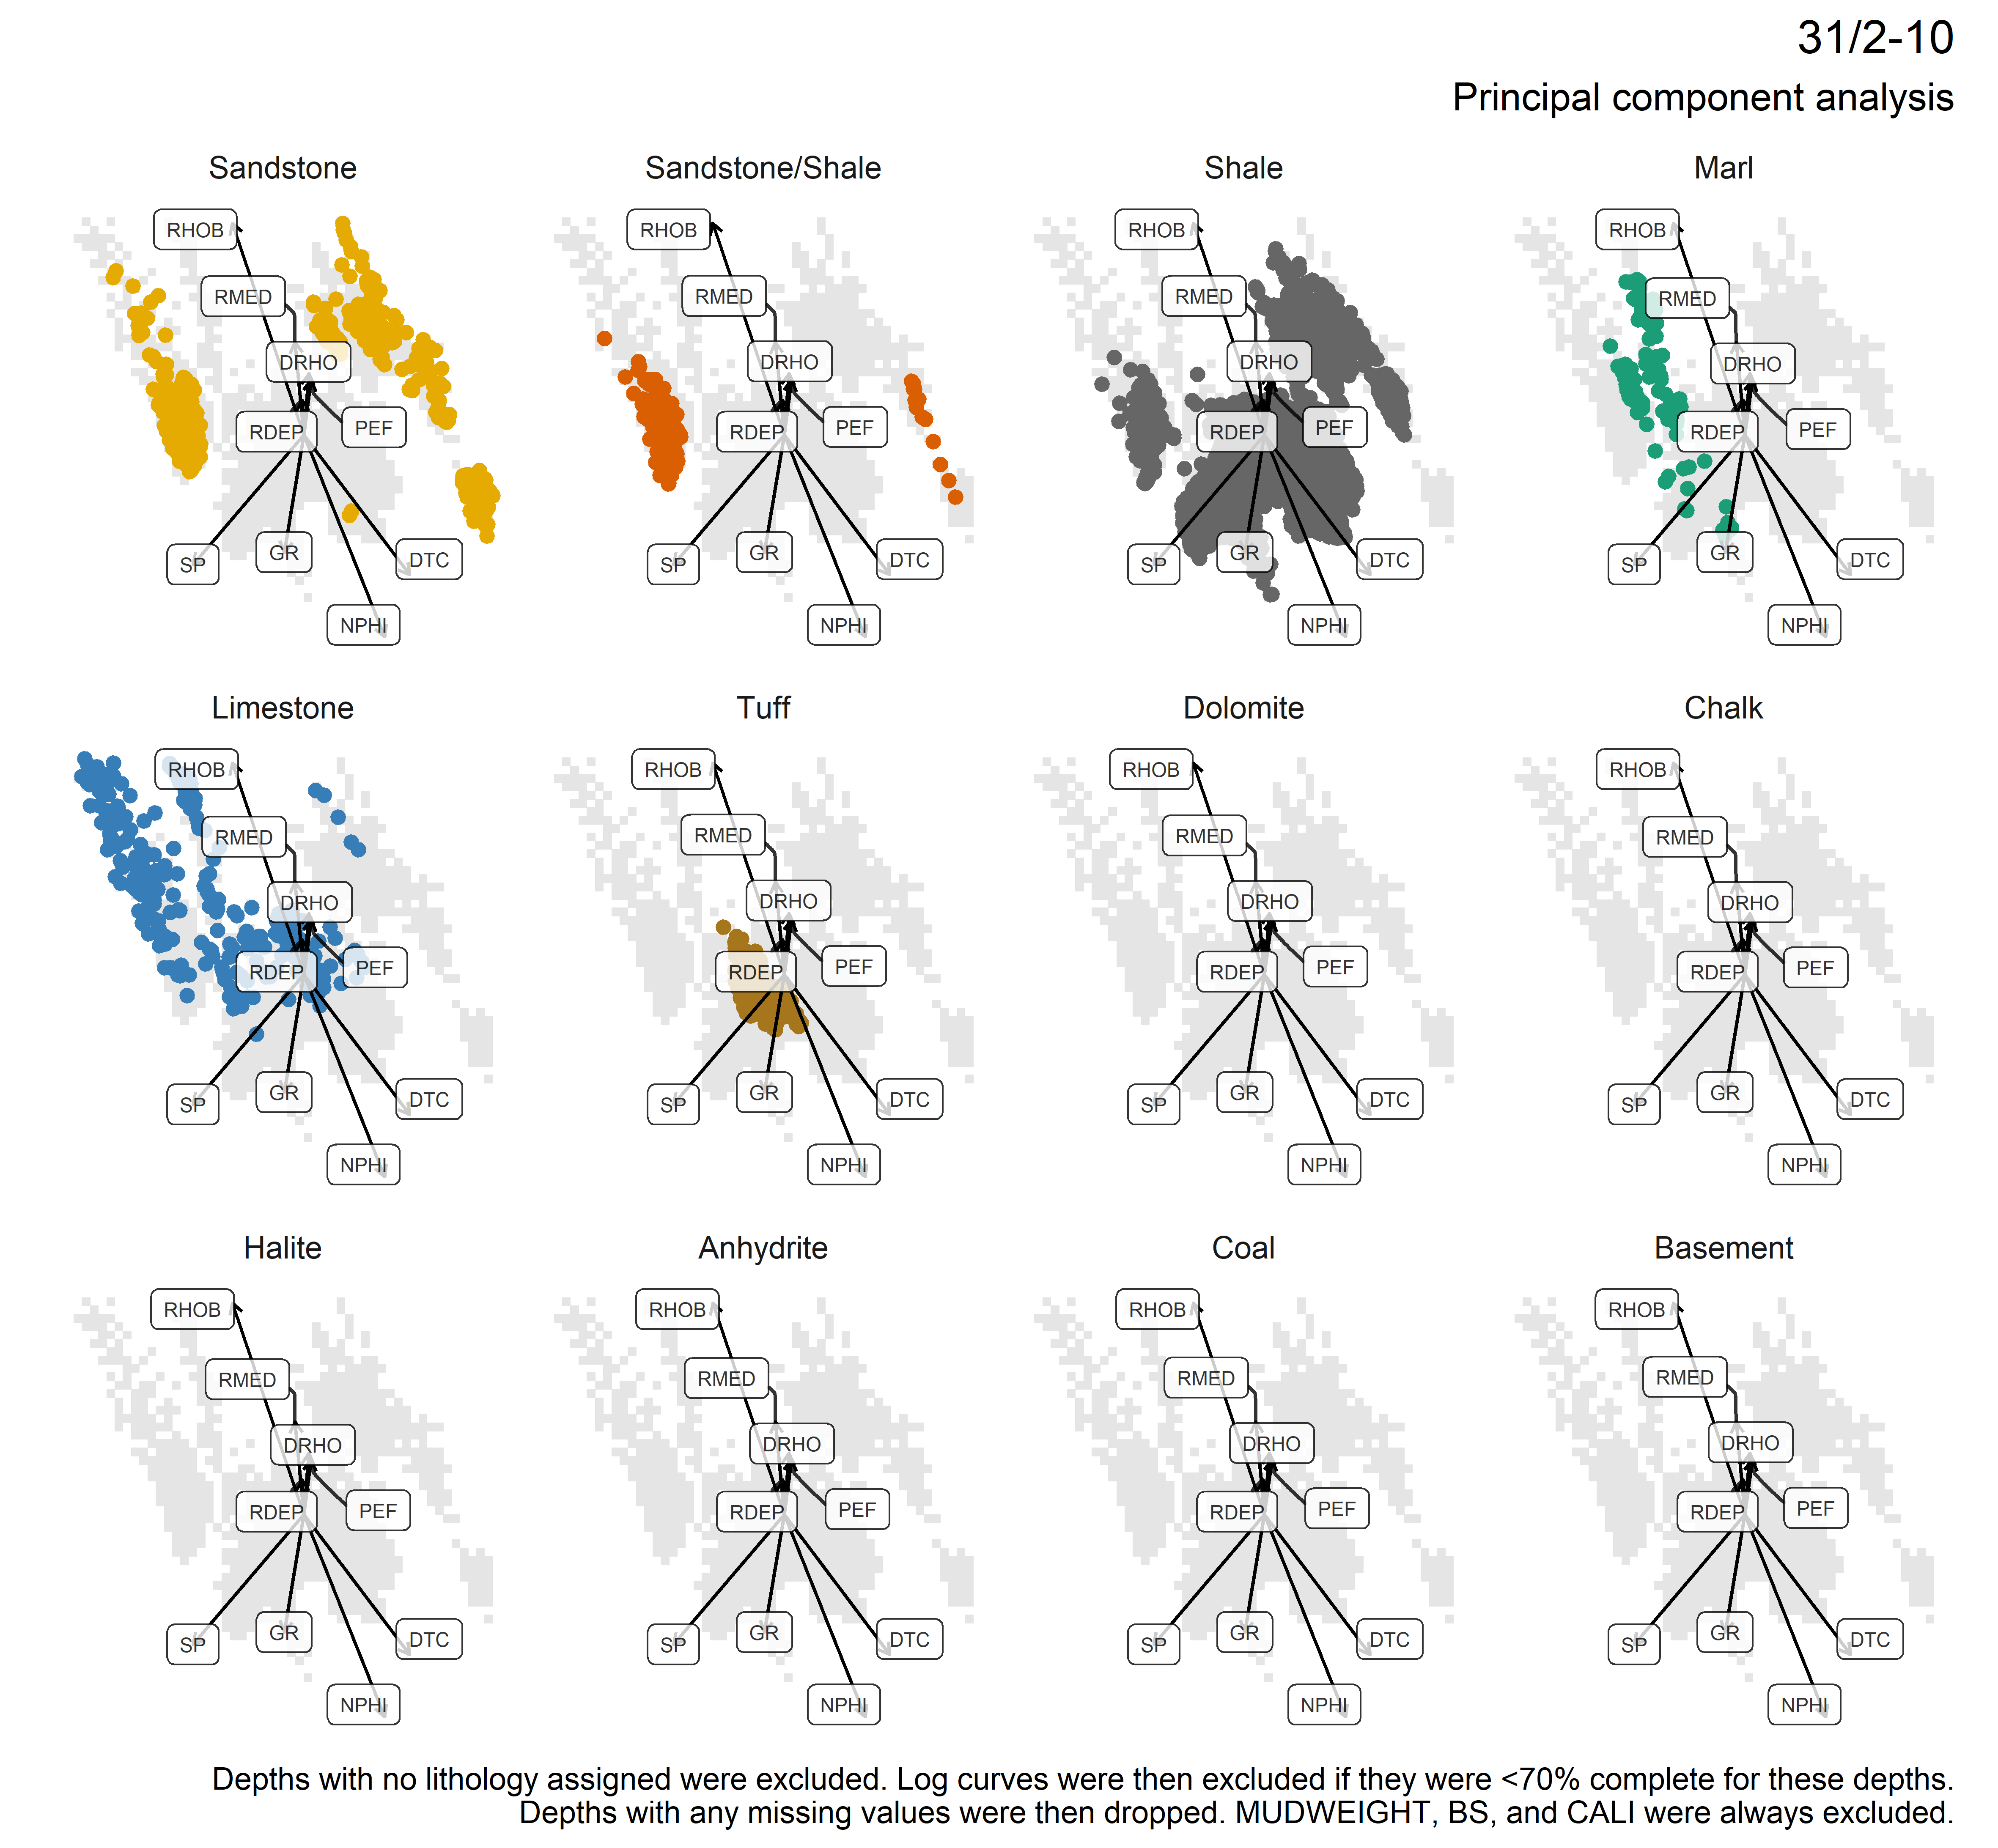 31/2-10
Principal component analysis
Sandstone
RHOB
RMED
DRHO
RDEP
PEF
SP
GR
DTC
NPHI
Sandstone/Shale
RHOB
RMED
DRHO
RDEP
PEF
SP
GR
DTC
NPHI
Shale
RHOB
RMED
DRHO
RDEP
PEF
SP
GR
DTC
NPHI
Marl
RHOB
RMED
DRHO
RDEP
PEF
SP
GR
DTC
NPHI
Limestone
RHOB
RMED
DRHO
RDEP
PEF
SP
GR
DTC
NPHI
Tuff
RHOB
RMED
DRHO
RDEP
PEF
SP
GR
DTC
NPHI
Dolomite
RHOB
RMED
DRHO
RDEP
PEF
SP
GR
DTC
NPHI
Chalk
RHOB
RMED
DRHO
RDEP
PEF
SP
GR
DTC
NPHI
Halite
RHOB
RMED
DRHO
RDEP
PEF
SP
GR
DTC
NPHI
Anhydrite
RHOB
RMED
DRHO
RDEP
PEF
SP
GR
DTC
NPHI
Coal
RHOB
RMED
DRHO
RDEP
PEF
SP
GR
DTC
NPHI
Basement
RHOB
RMED
DRHO
RDEP
PEF
SP
GR
DTC
NPHI
Depths with no lithology assigned were excluded. Log curves were then excluded if they were <70% complete for these depths.
Depths with any missing values were then dropped. MUDWEIGHT, BS, and CALI were always excluded.